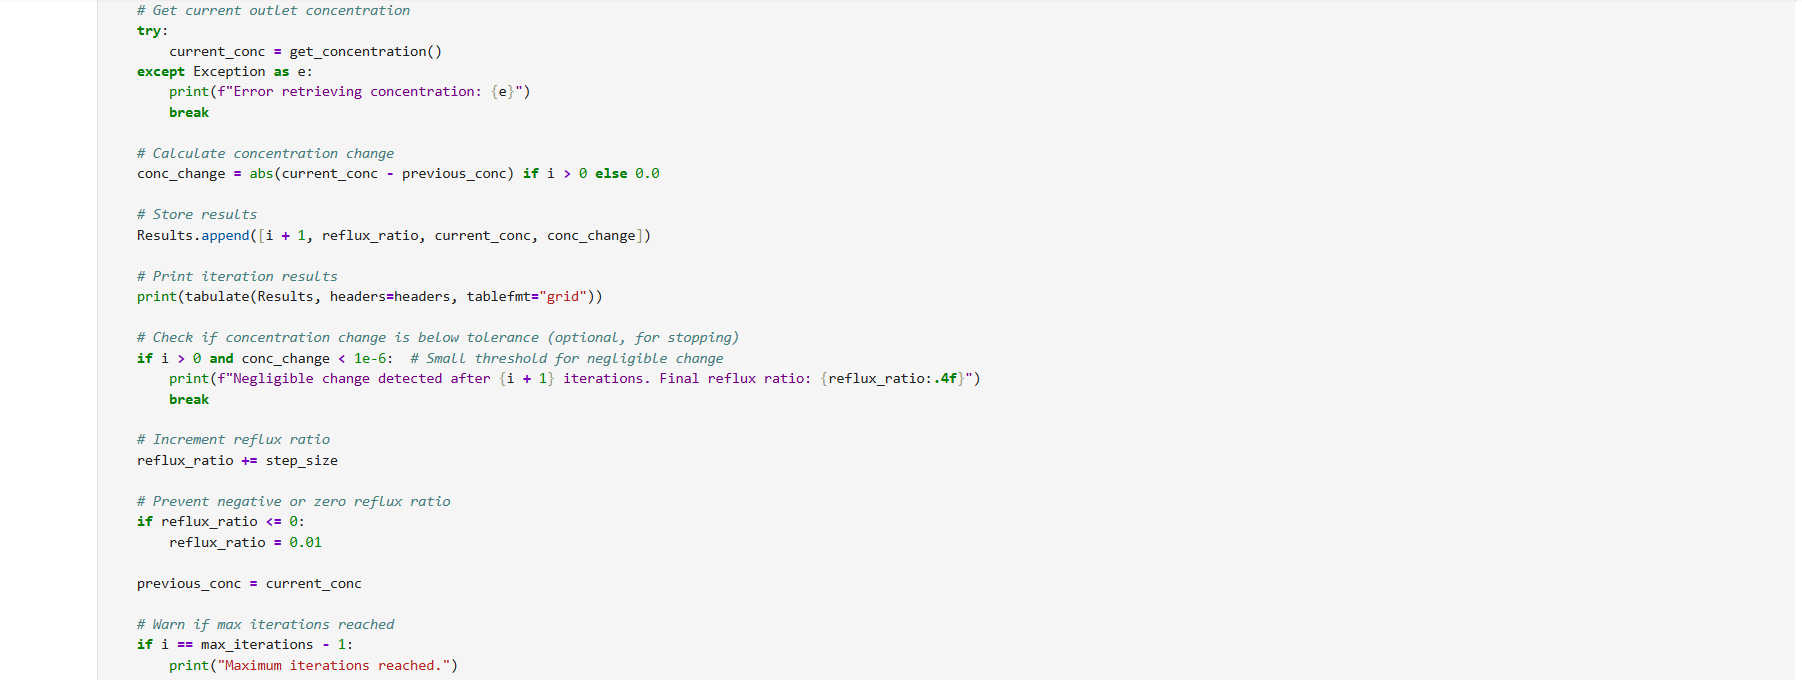 # Get current outlet concentration
try:
    current_conc = get_concentration()
except Exception as e:
    print(f"Error retrieving concentration: {e}")
    break

# Calculate concentration change
conc_change = abs(current_conc - previous_conc) if i > 0 else 0.0

# Store results
Results.append([i + 1, reflux_ratio, current_conc, conc_change])

# Print iteration results
print(tabulate(Results, headers=headers, tablefmt="grid"))

# Check if concentration change is below tolerance (optional, for stopping)
if i > 0 and conc_change < 1e-6:  # Small threshold for negligible change
    print(f"Negligible change detected after {i + 1} iterations. Final reflux ratio: {reflux_ratio:.4f}")
    break

# Increment reflux ratio
reflux_ratio += step_size

# Prevent negative or zero reflux ratio
if reflux_ratio <= 0:
    reflux_ratio = 0.01

previous_conc = current_conc

# Warn if max iterations reached
if i == max_iterations - 1:
    print("Maximum iterations reached.")